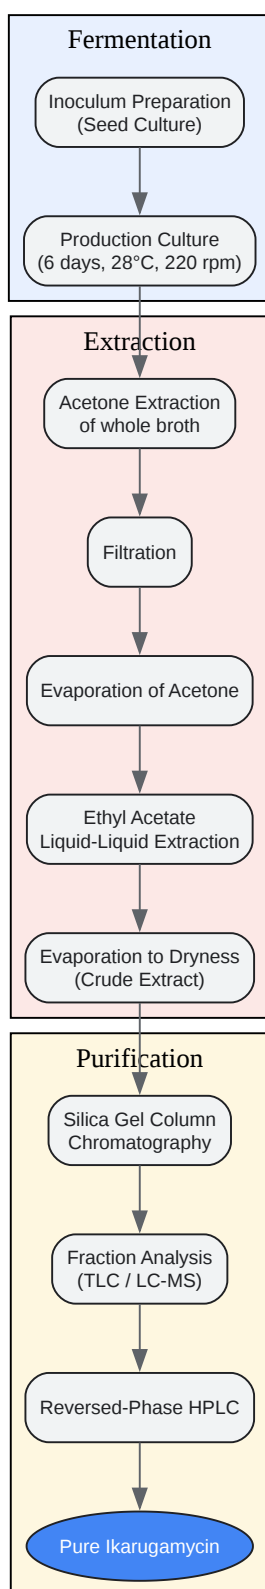 Fermentation
Inoculum Preparation
(Seed Culture)
Production Culture
(6 days, 28°C, 220 rpm)
Extraction
Acetone Extraction
of whole broth
Filtration
Evaporation of Acetone
Ethyl Acetate
Liquid-Liquid Extraction
Evaporation to Dryness
(Crude Extract)
Purification
Silica Gel Column
Chromatography
Fraction Analysis
(TLC / LC-MS)
Reversed-Phase HPLC
Pure Ikarugamycin